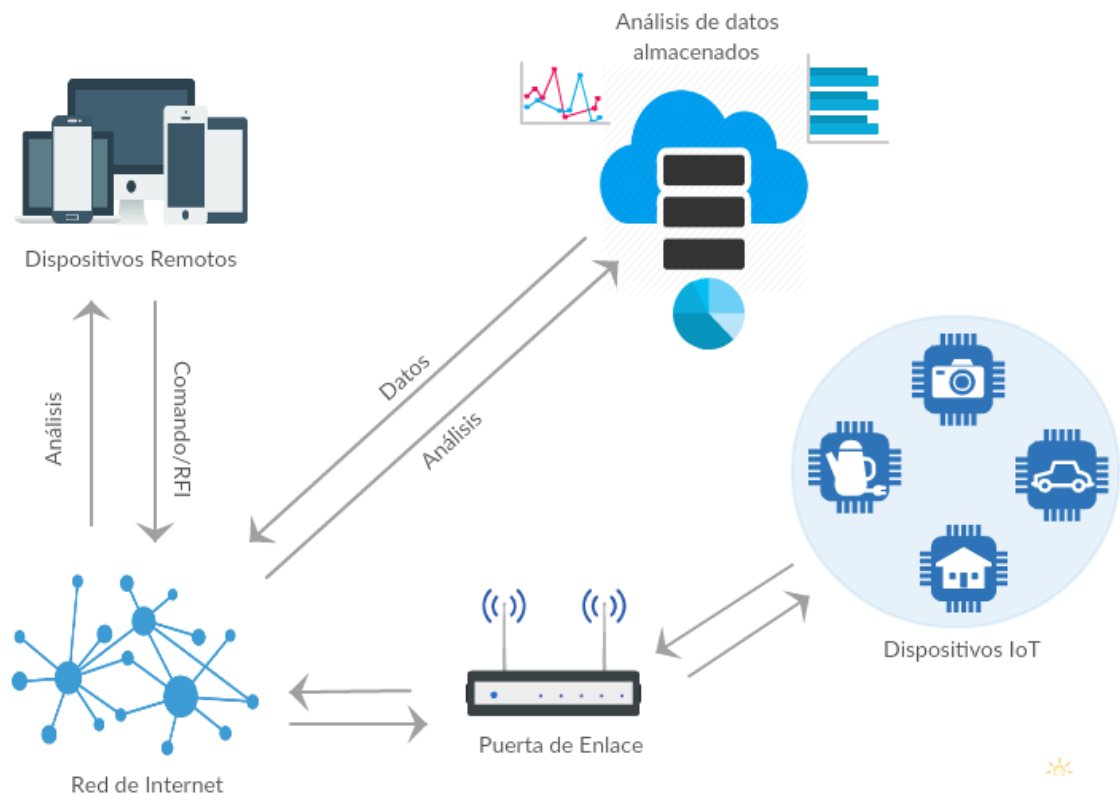 Análisis de datos
almacenados
Dispositivos Remotos
Datos
Análisis
Análisis
Comando/RFI
Dispositivos IoT
Puerta de Enlace
Red de Internet